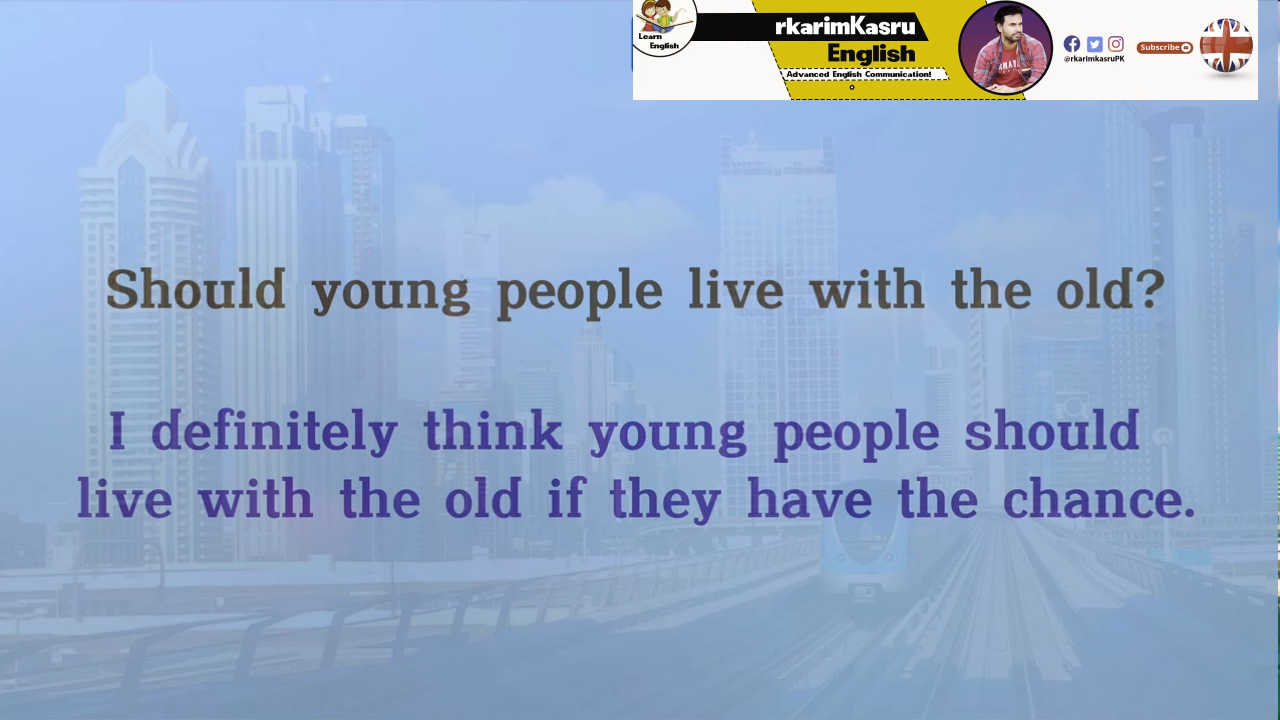 Learn
English
rkarimKasru
English
Advanced English Communication!
@rkarimkasruPK
Subscribe
Should young people live with the old?
I definitely think young people should
live with the old if they have the chance.